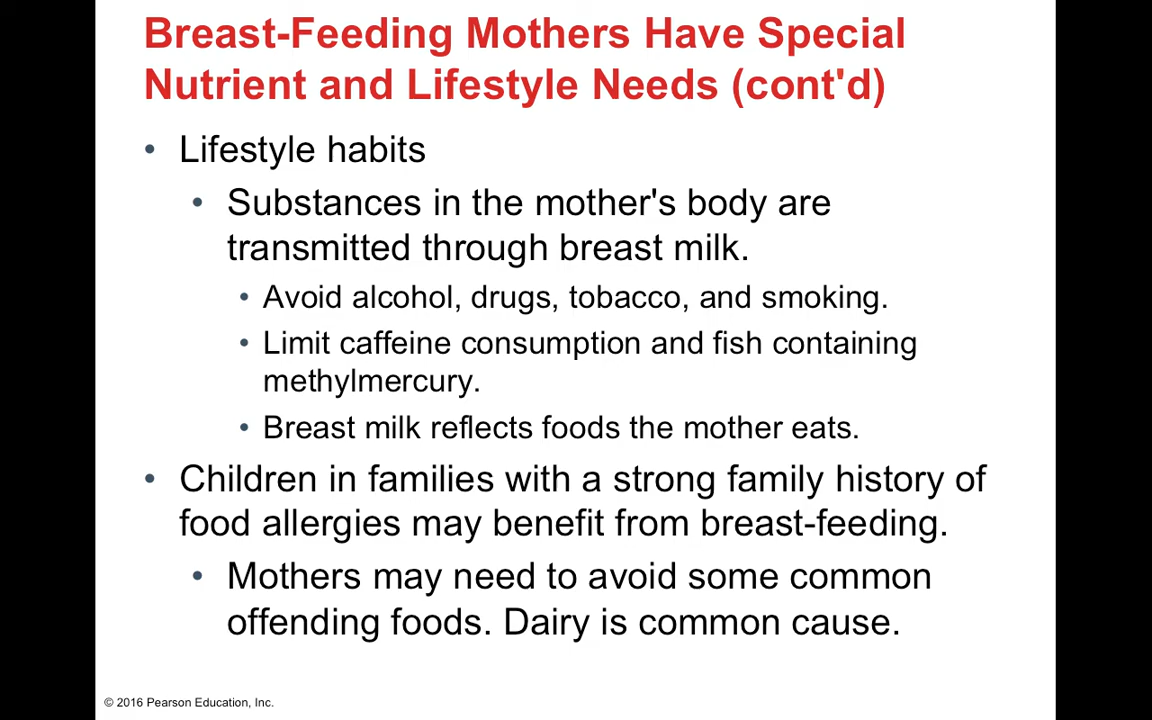 Breast-Feeding Mothers Have Special
Nutrient and Lifestyle Needs (cont'd)
• Lifestyle habits
• Substances in the mother's body are
transmitted through breast milk.
• Avoid alcohol, drugs, tobacco, and smoking.
• Limit caffeine consumption and fish containing
methylmercury.
• Breast milk reflects foods the mother eats.
• Children in families with a strong family history of
food allergies may benefit from breast-feeding.
• Mothers may need to avoid some common
offending foods. Dairy is common cause.
© 2016 Pearson Education, Inc.